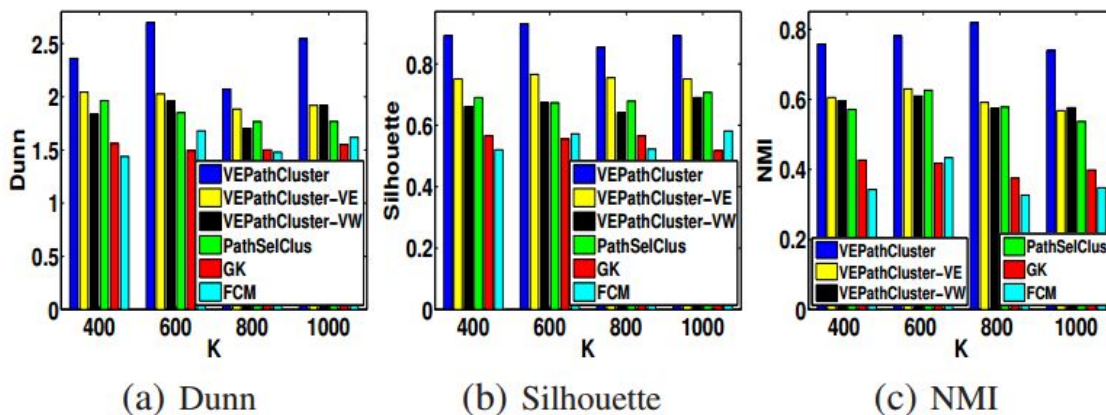 2.5
2
1.5
1
0.5
0
Dunn
VEPathCluster
VEPathCluster-VE
VEPathCluster-VW
PathSelClus
GK
FCM
400 600 800 1000
K
(a) Dunn
0.8
0.6
0.4
0.2
0
Silhouette
VEPathCluster
VEPathCluster-VE
VEPathCluster-VW
PathSelClus
GK
FCM
400 600 800 1000
K
(b) Silhouette
0.8
0.6
0.4
0.2
0
NMI
VEPathCluster
VEPathCluster-VE
VEPathCluster-VW
PathSelClus
GK
FCM
400 600 800 1000
K
(c) NMI